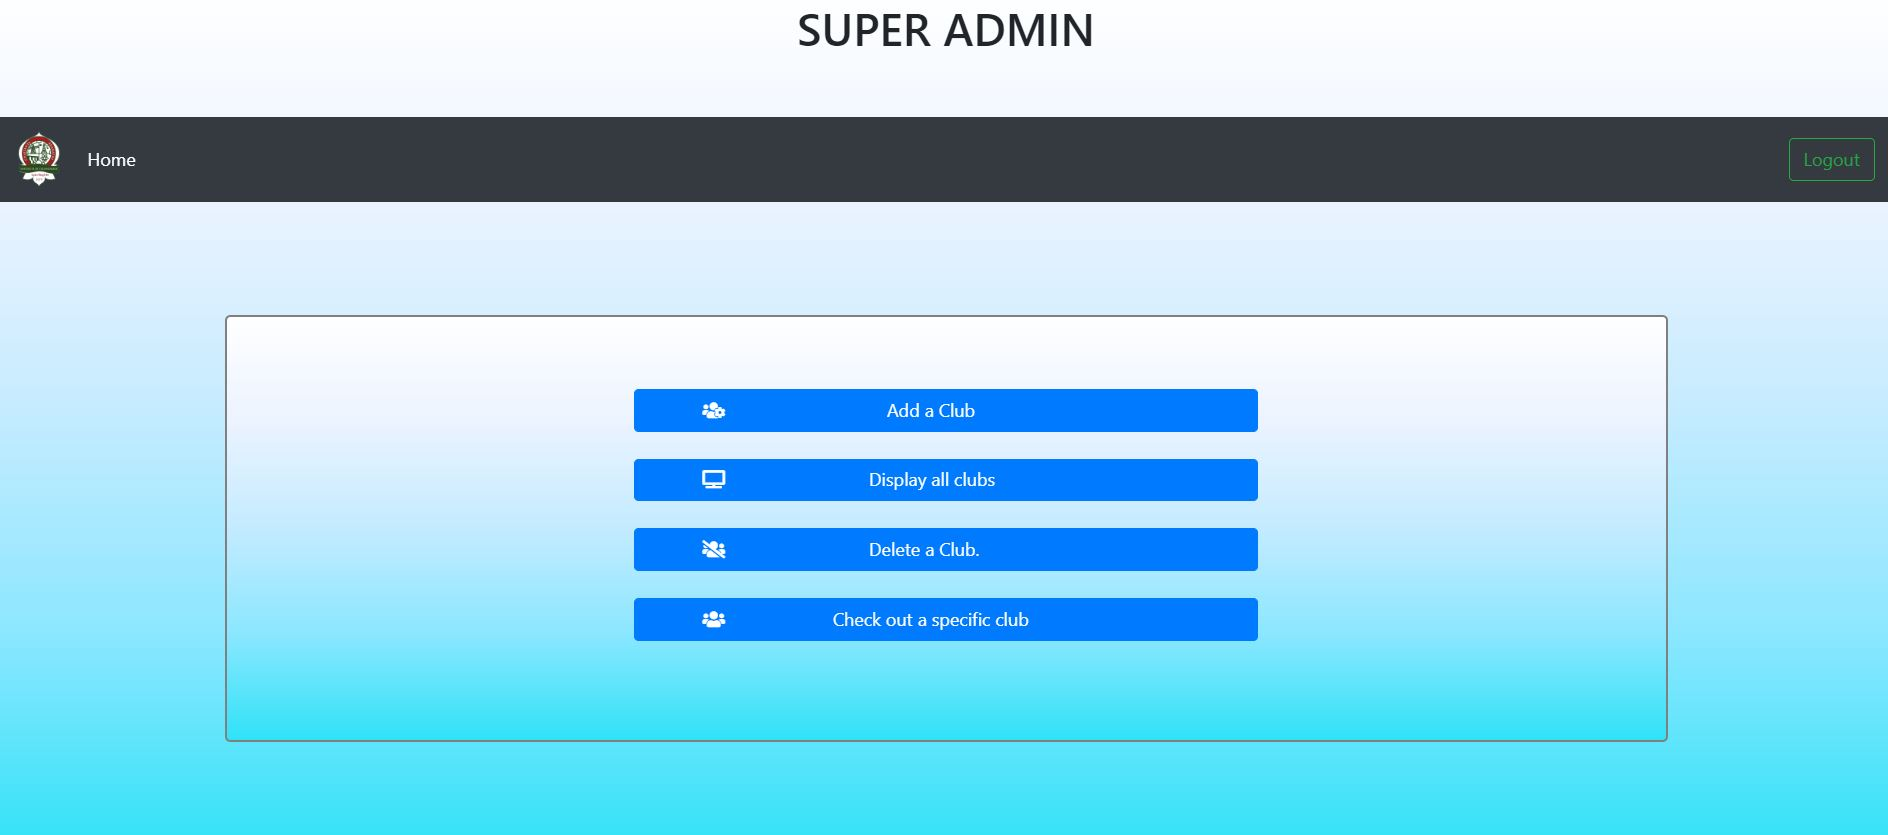 SUPER ADMIN
Home
Logout
Add a Club
Display all clubs
Delete a Club.
Check out a specific club